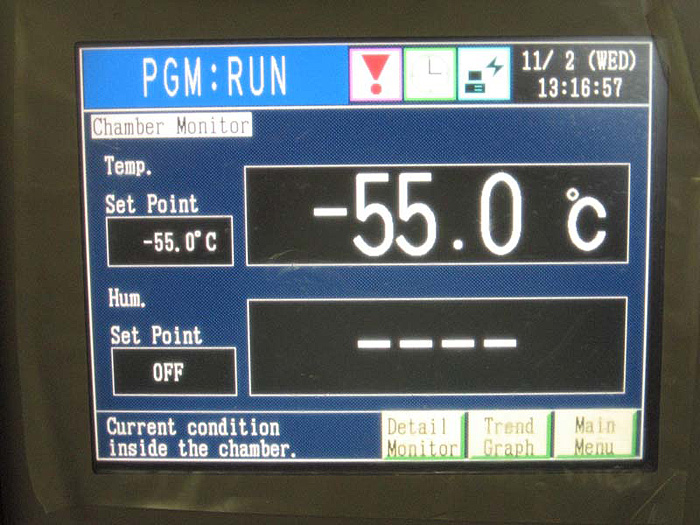 PGM:RUN
11/ 2 (WED)
13:16:57
Chamber Monitor
Temp.
Set Point
-55.0°C
-55.0 °C
Hum.
Set Point
OFF
----
Current condition
inside the chamber.
Detail
Monitor
Trend
Graph
Main
Menu